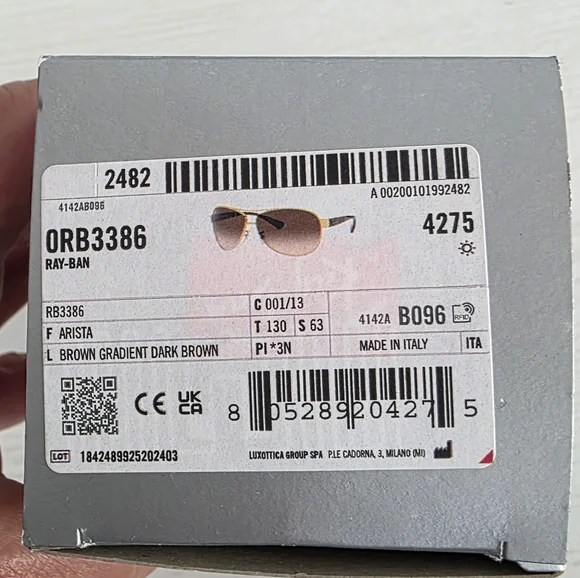 2482
A 00200101992482
4142AB096
ORB3386
4275
RAY-BAN
RB3386
C 001/13
F ARISTA
T 130 S 63
4142A B096 RFID
L BROWN GRADIENT DARK BROWN
PI *3N
MADE IN ITALY ITA
CE UK CA
8 053892 04275
LOT 1842489925202403
LUXOTTICA GROUP SPA P.LE CADORNA, 3, MILANO (MI)